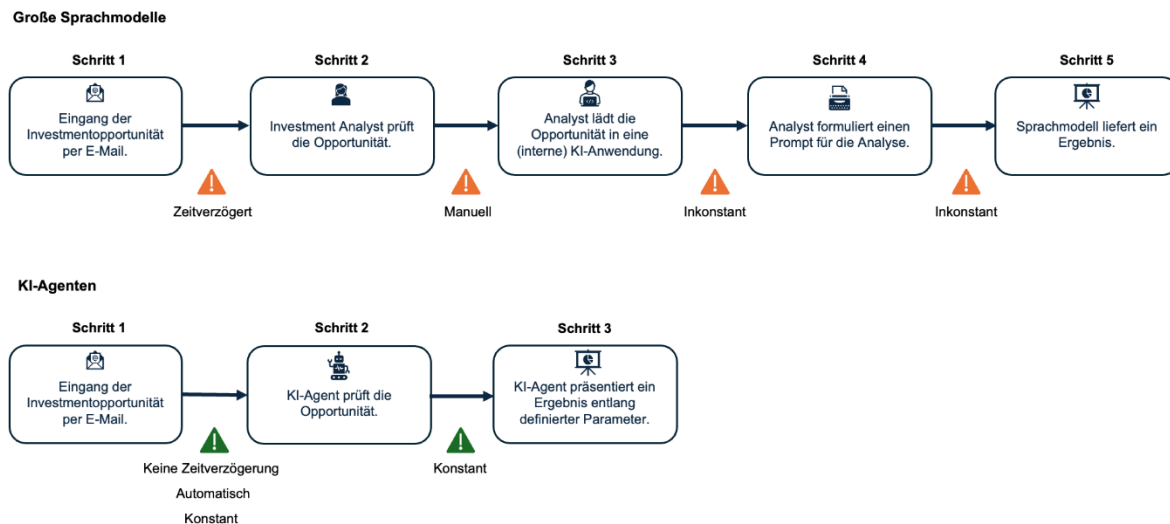 Große Sprachmodelle
Schritt 1
Eingang der
Investmentopportunität
per E-Mail.
Schritt 2
Investment Analyst prüft
die Opportunität.
Schritt 3
Analyst lädt die
Opportunität in eine
(interne) KI-Anwendung.
Schritt 4
Analyst formuliert einen
Prompt für die Analyse.
Schritt 5
Sprachmodell liefert ein
Ergebnis.
Zeitverzögert
Manuell
Inkonstant
Inkonstant
KI-Agenten
Schritt 1
Eingang der
Investmentopportunität
per E-Mail.
Schritt 2
KI-Agent prüft die
Opportunität.
Schritt 3
KI-Agent präsentiert ein
Ergebnis entlang
definierter Parameter.
Keine Zeitverzögerung
Automatisch
Konstant
Konstant